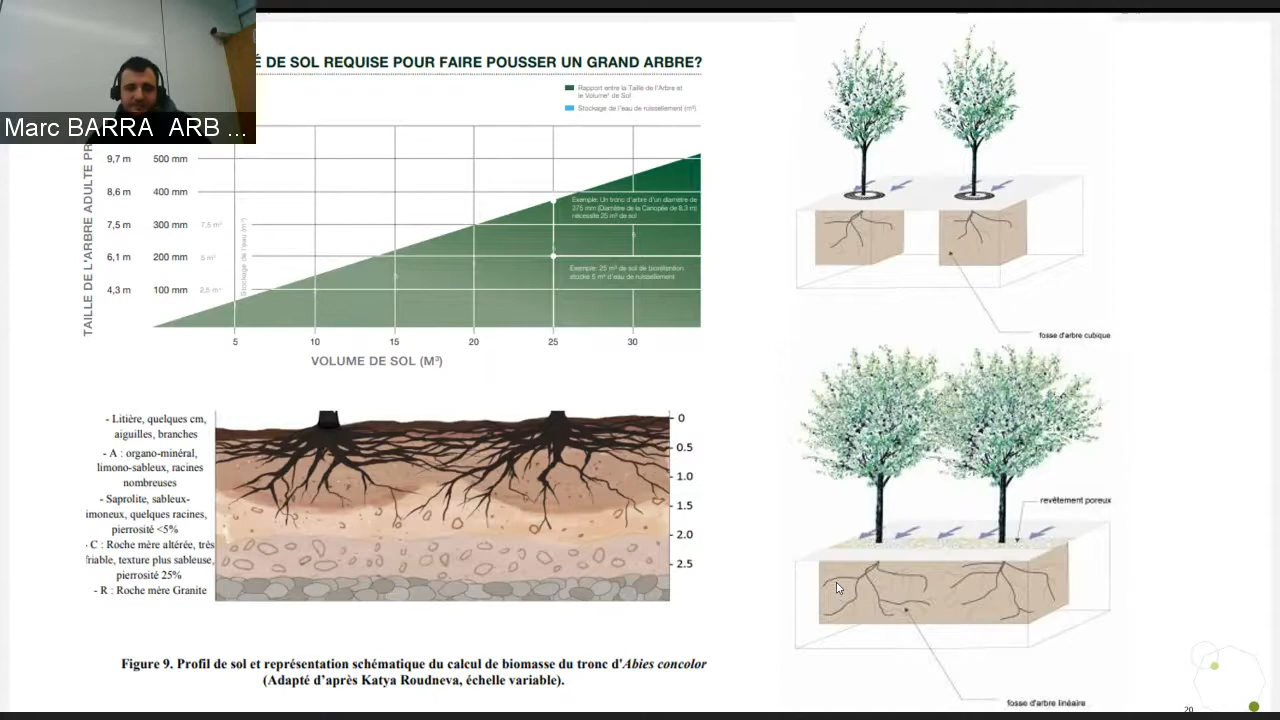 Marc BARRA ARB ...
É DE SOL REQUISE POUR FAIRE POUSSER UN GRAND ARBRE?
Rapport entre la Taille de l'Arbre et
le Volume* de Sol
Stockage de l'eau de ruissellement (m³)
TAILLE DE L'ARBRE ADULTE PR
9,7 m 500 mm
8,6 m 400 mm
7,5 m 300 mm 7,5 m³
6,1 m 200 mm 5 m³
4,3 m 100 mm 2,5 m³
Stockage de l'eau (m³)
Exemple: Un tronc d'arbre d'un diamètre de
375 mm (Diamètre de la Canopée de 8,3 m)
nécessite 25 m³ de sol
Exemple: 25 m³ de sol de biorétention
stocke 5 m³ d'eau de ruissellement
5 10 15 20 25 30
VOLUME DE SOL (M³)
fosse d'arbre cubique
- Litière, quelques cm,
aiguilles, branches
- A : organo-minéral,
limono-sableux, racines
nombreuses
- Saprolite, sableux-
imoneux, quelques racines,
pierrosité <5%
- C : Roche mère altérée, très
friable, texture plus sableuse,
pierrosité 25%
- R : Roche mère Granite
0
0.5
1.0
1.5
2.0
2.5
revêtement poreux
fosse d'arbre linéaire
Figure 9. Profil de sol et représentation schématique du calcul de biomasse du tronc d'Abies concolor
(Adapté d'après Katya Roudneva, échelle variable).
20